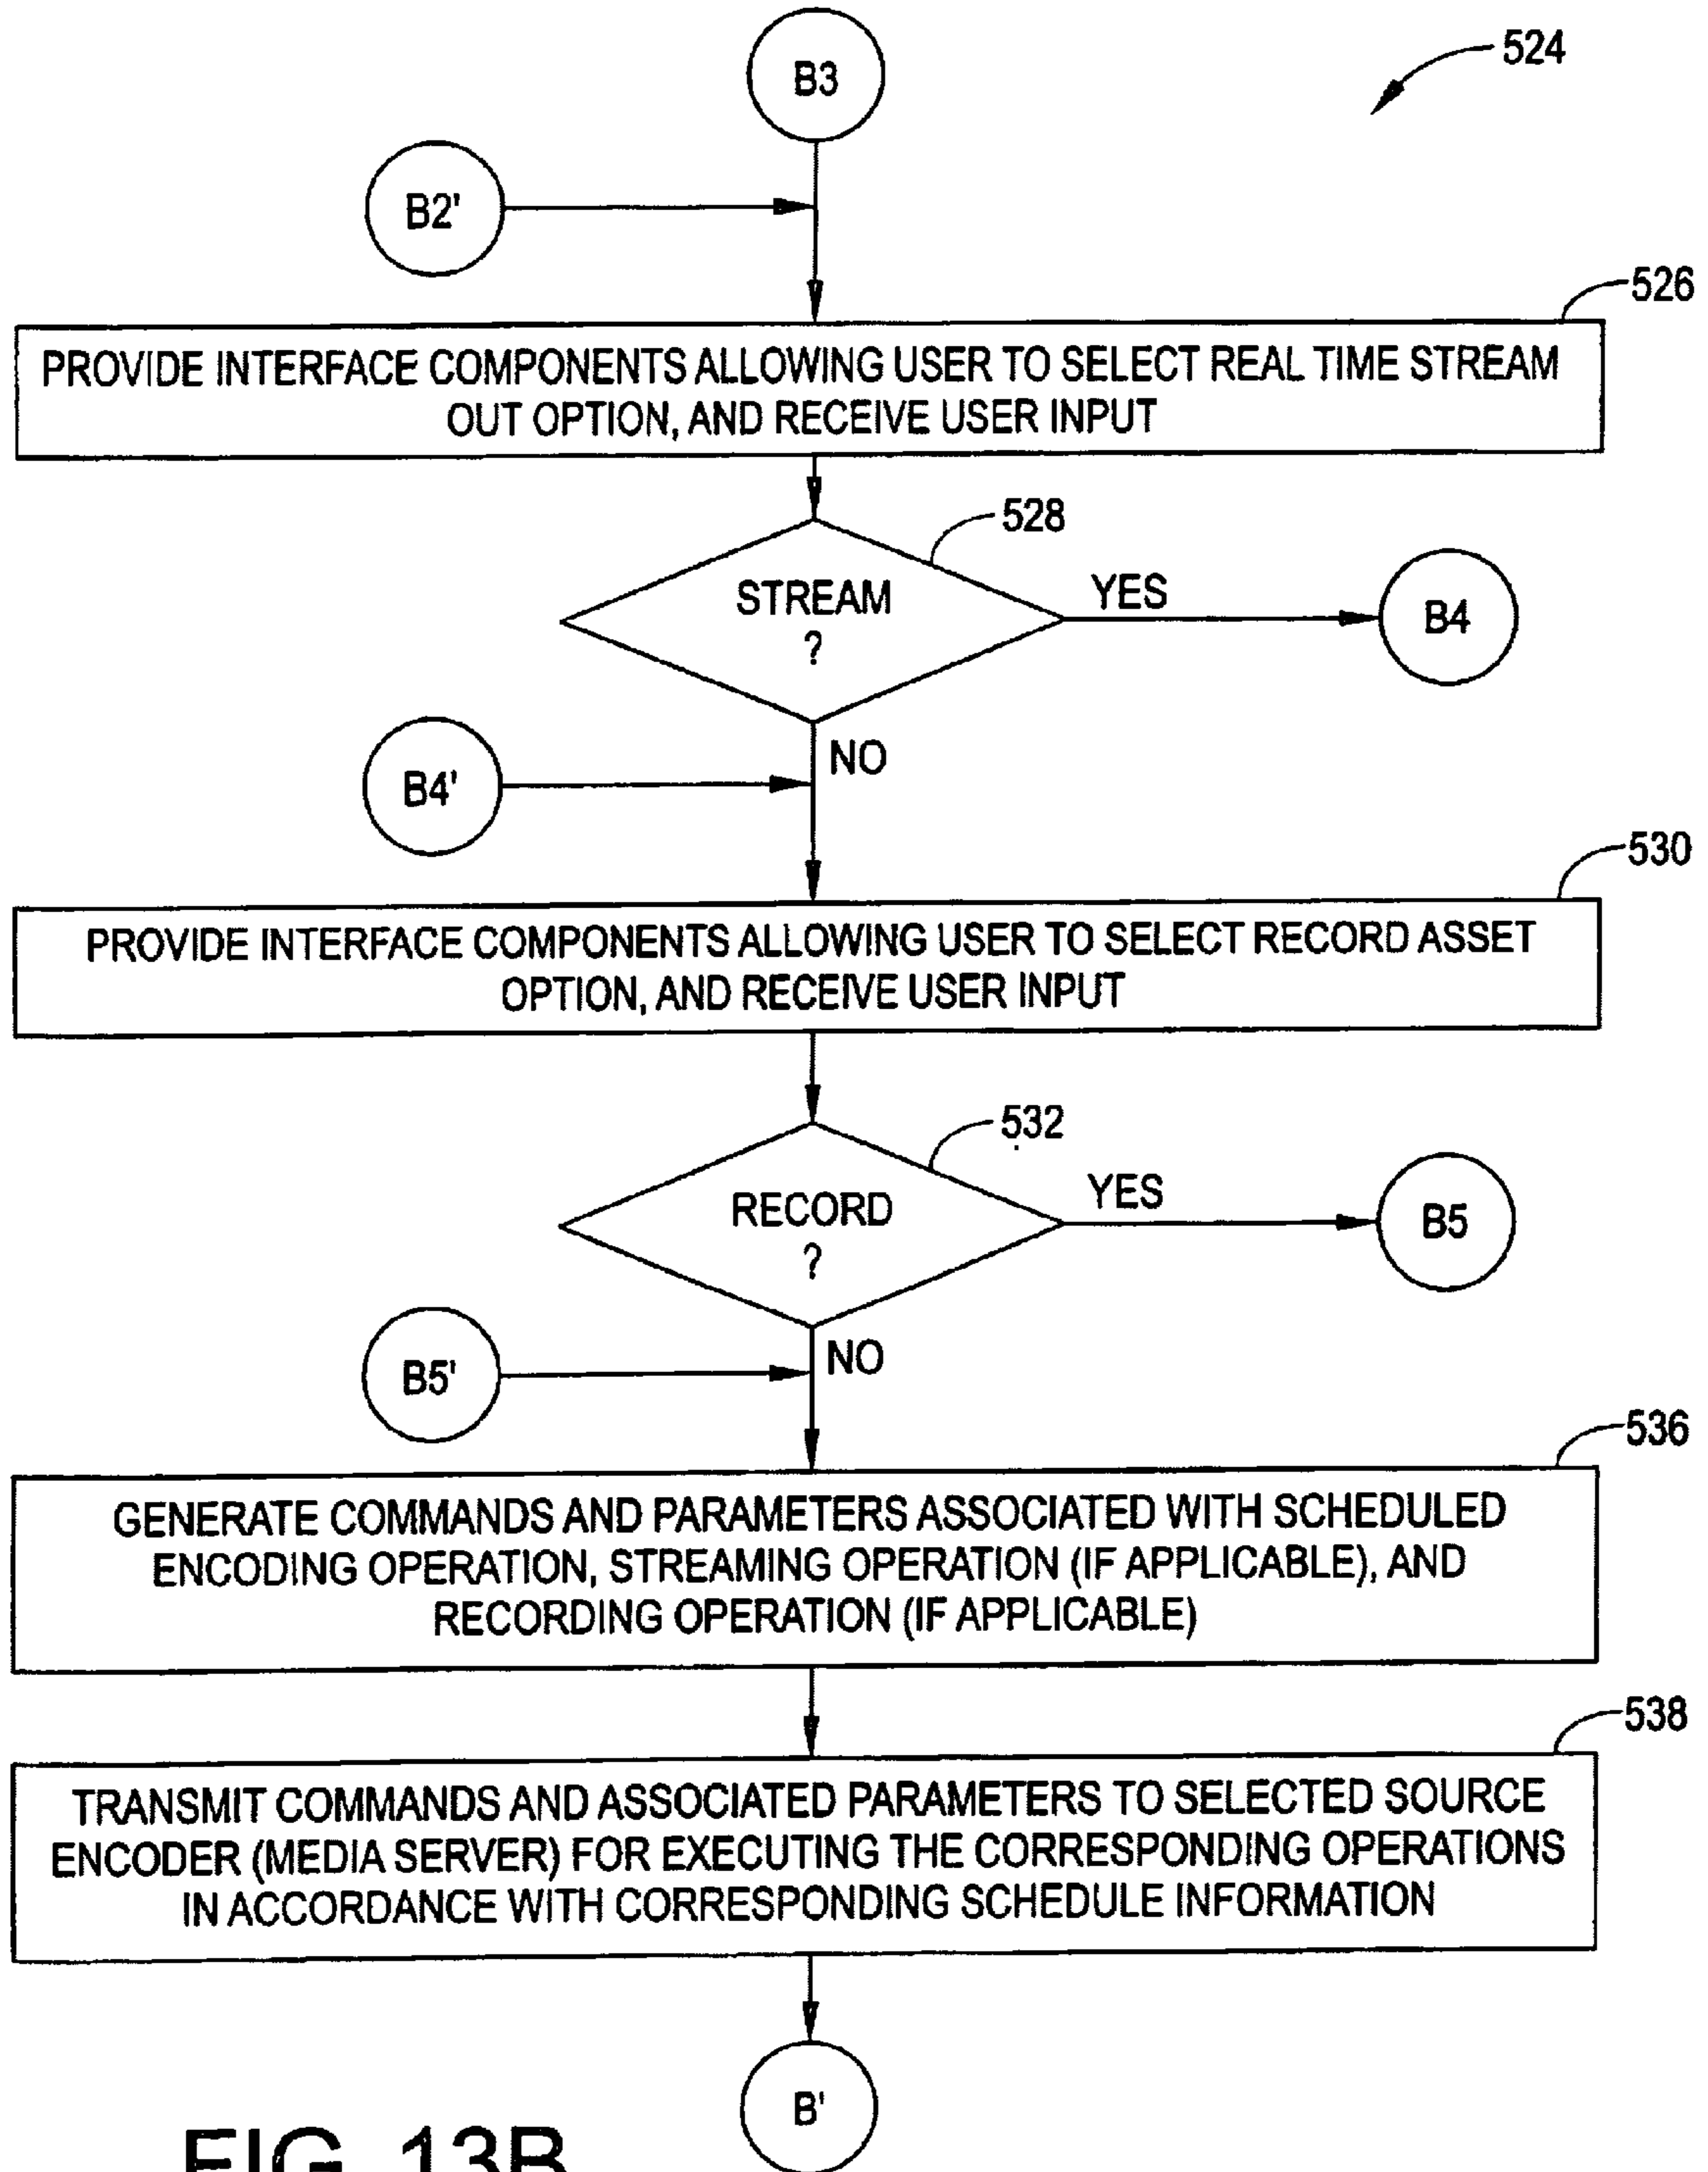 B3
524
B2'
526
PROVIDE INTERFACE COMPONENTS ALLOWING USER TO SELECT REAL TIME STREAM
OUT OPTION, AND RECEIVE USER INPUT
528
STREAM
?
YES
B4
NO
B4'
530
PROVIDE INTERFACE COMPONENTS ALLOWING USER TO SELECT RECORD ASSET
OPTION, AND RECEIVE USER INPUT
532
RECORD
?
YES
B5
NO
B5'
536
GENERATE COMMANDS AND PARAMETERS ASSOCIATED WITH SCHEDULED
ENCODING OPERATION, STREAMING OPERATION (IF APPLICABLE), AND
RECORDING OPERATION (IF APPLICABLE)
538
TRANSMIT COMMANDS AND ASSOCIATED PARAMETERS TO SELECTED SOURCE
ENCODER (MEDIA SERVER) FOR EXECUTING THE CORRESPONDING OPERATIONS
IN ACCORDANCE WITH CORRESPONDING SCHEDULE INFORMATION
B'
FIG. 13B